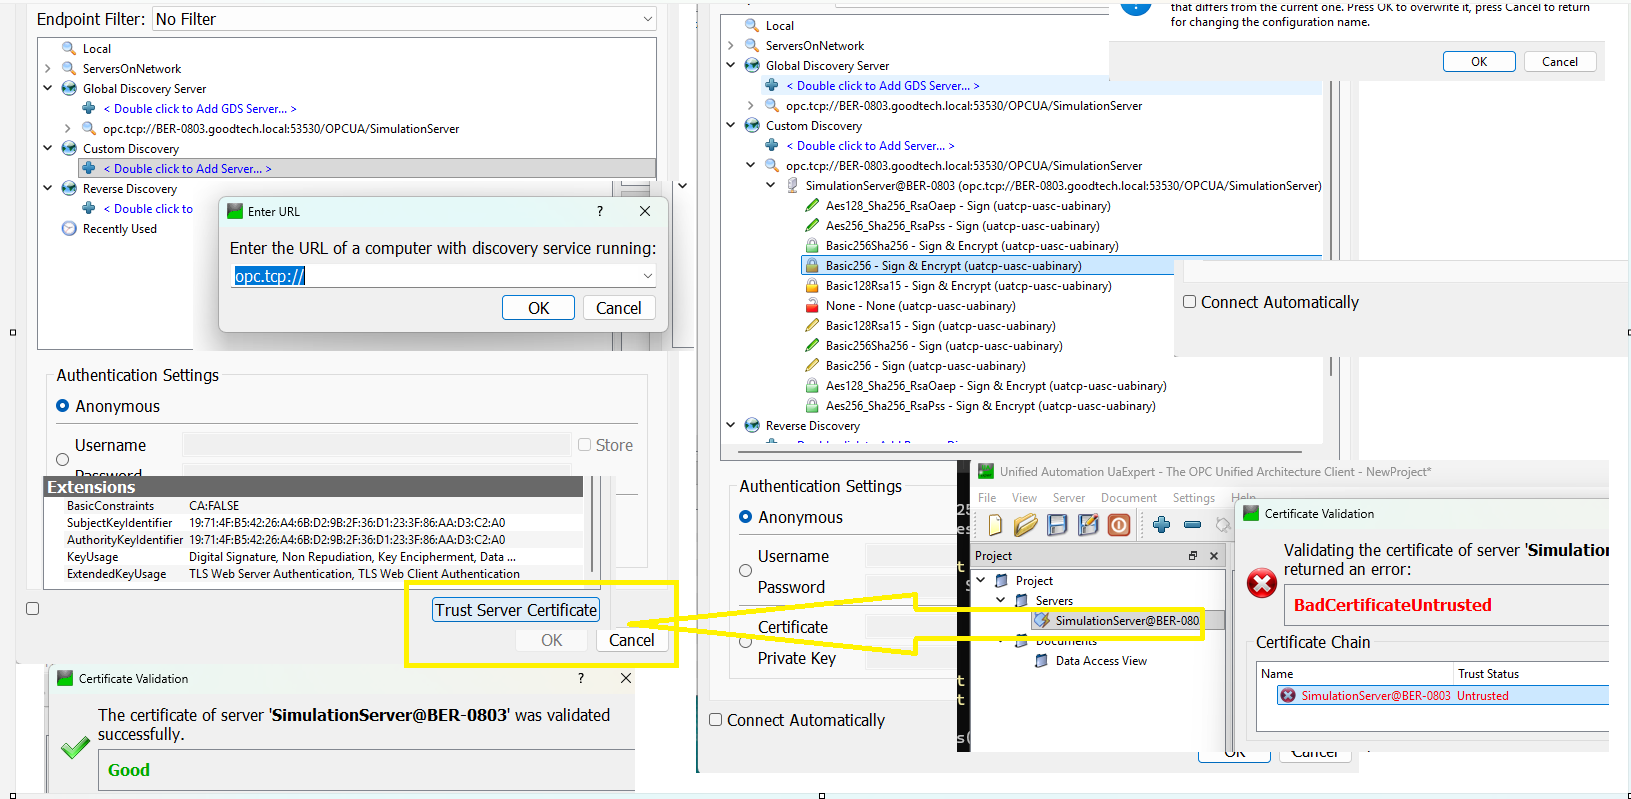 Endpoint Filter: No Filter
Local
ServersOnNetwork
Global Discovery Server
< Double click to Add GDS Server... >
opc.tcp://BER-0803.goodtech.local:53530/OPCUA/SimulationServer
Custom Discovery
< Double click to Add Server... >
Reverse Discovery
< Double click to
Recently Used
Enter URL
?
Enter the URL of a computer with discovery service running:
opc.tcp://
OK Cancel
Authentication Settings
Anonymous
Username Store
Password
Extensions
BasicConstraints CA:FALSE
SubjectKeyIdentifier 19:71:4F:B5:42:26:A4:6B:D2:9B:2F:36:D1:23:3F:86:AA:D3:C2:A0
AuthorityKeyIdentifier 19:71:4F:B5:42:26:A4:6B:D2:9B:2F:36:D1:23:3F:86:AA:D3:C2:A0
KeyUsage Digital Signature, Non Repudiation, Key Encipherment, Data ...
ExtendedKeyUsage TLS Web Server Authentication, TLS Web Client Authentication
Trust Server Certificate
OK Cancel
Certificate Validation ?
The certificate of server 'SimulationServer@BER-0803' was validated
successfully.
Good
that differs from the current one. Press OK to overwrite it, press Cancel to return
for changing the configuration name.
OK Cancel
Local
ServersOnNetwork
Global Discovery Server
< Double click to Add GDS Server... >
opc.tcp://BER-0803.goodtech.local:53530/OPCUA/SimulationServer
Custom Discovery
< Double click to Add Server... >
opc.tcp://BER-0803.goodtech.local:53530/OPCUA/SimulationServer
SimulationServer@BER-0803 (opc.tcp://BER-0803.goodtech.local:53530/OPCUA/SimulationServer)
Aes128_Sha256_RsaOaep - Sign (uatcp-uasc-uabinary)
Aes256_Sha256_RsaPss - Sign (uatcp-uasc-uabinary)
Basic256Sha256 - Sign & Encrypt (uatcp-uasc-uabinary)
Basic256 - Sign & Encrypt (uatcp-uasc-uabinary)
Basic128Rsa15 - Sign & Encrypt (uatcp-uasc-uabinary)
None - None (uatcp-uasc-uabinary)
Basic128Rsa15 - Sign (uatcp-uasc-uabinary)
Basic256Sha256 - Sign (uatcp-uasc-uabinary)
Basic256 - Sign (uatcp-uasc-uabinary)
Aes128_Sha256_RsaOaep - Sign & Encrypt (uatcp-uasc-uabinary)
Aes256_Sha256_RsaPss - Sign & Encrypt (uatcp-uasc-uabinary)
Reverse Discovery
Connect Automatically
Authentication Settings
Anonymous
Username
Password
Certificate
Private Key
Connect Automatically
Unified Automation UaExpert - The OPC Unified Architecture Client - NewProject*
File View Server Document Settings Help
Project
Project
Servers
SimulationServer@BER-080
Documents
Data Access View
Certificate Validation
Validating the certificate of server 'Simulation
returned an error:
BadCertificateUntrusted
Certificate Chain
Name Trust Status
SimulationServer@BER-0803 Untrusted
OK Cancel